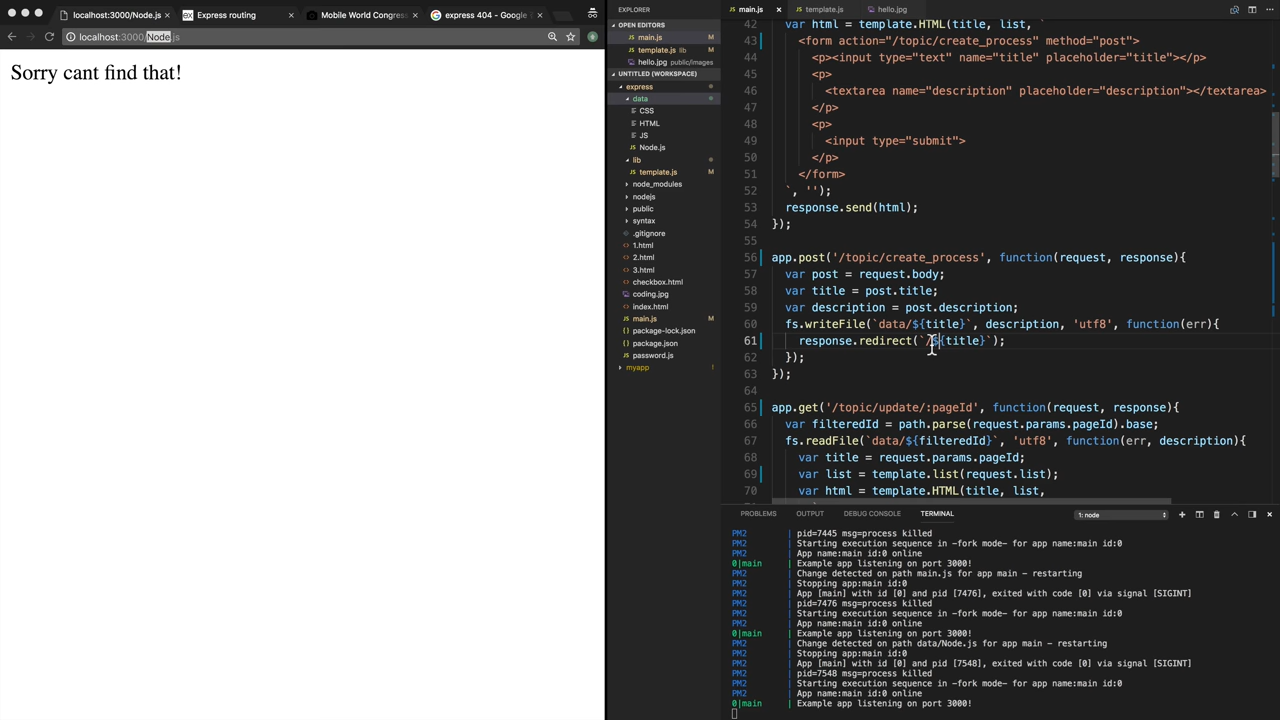 localhost:3000/Node.js
Express routing
Mobile World Congress
express 404 - Google
localhost:3000/Node.js
Sorry cant find that!
EXPLORER
OPEN EDITORS
main.js M
template.js lib M
hello.jpg public/images
UNTITLED (WORKSPACE)
express
data
CSS
HTML
JS
Node.js
lib
template.js M
node_modules
nodejs
public
syntax
.gitignore
1.html
2.html
3.html
checkbox.html
coding.jpg
index.html
main.js M
package-lock.json
package.json
password.js
myapp 1
main.js
template.js
hello.jpg
42 var html = template.HTML(title, list, `
43 <form action="/topic/create_process" method="post">
44 <p><input type="text" name="title" placeholder="title"></p>
45 <p>
46 <textarea name="description" placeholder="description"></textarea>
47 </p>
48 <p>
49 <input type="submit">
50 </p>
51 </form>
52 `, '');
53 response.send(html);
54 });
55
56 app.post('/topic/create_process', function(request, response){
57 var post = request.body;
58 var title = post.title;
59 var description = post.description;
60 fs.writeFile(`data/${title}`, description, 'utf8', function(err){
61 response.redirect(`/${title}`);
62 });
63 });
64
65 app.get('/topic/update/:pageId', function(request, response){
66 var filteredId = path.parse(request.params.pageId).base;
67 fs.readFile(`data/${filteredId}`, 'utf8', function(err, description){
68 var title = request.params.pageId;
69 var list = template.list(request.list);
70 var html = template.HTML(title, list,
PROBLEMS OUTPUT DEBUG CONSOLE TERMINAL 1: node
PM2 | pid=7445 msg=process killed
PM2 | Starting execution sequence in -fork mode- for app name:main id:0
PM2 | App name:main id:0 online
0|main | Example app listening on port 3000!
PM2 | Change detected on path main.js for app main - restarting
PM2 | Stopping app:main id:0
PM2 | App [main] with id [0] and pid [7476], exited with code [0] via signal [SIGINT]
PM2 | pid=7476 msg=process killed
PM2 | Starting execution sequence in -fork mode- for app name:main id:0
PM2 | App name:main id:0 online
0|main | Example app listening on port 3000!
PM2 | Change detected on path data/Node.js for app main - restarting
PM2 | Stopping app:main id:0
PM2 | App [main] with id [0] and pid [7548], exited with code [0] via signal [SIGINT]
PM2 | pid=7548 msg=process killed
PM2 | Starting execution sequence in -fork mode- for app name:main id:0
PM2 | App name:main id:0 online
0|main | Example app listening on port 3000!